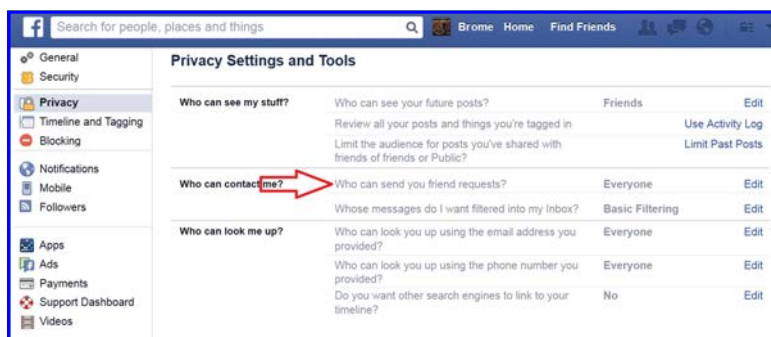 f Search for people, places and things Brome Home Find Friends
General
Security
Privacy
Timeline and Tagging
Blocking
Notifications
Mobile
Followers
Apps
Ads
Payments
Support Dashboard
Videos
Privacy Settings and Tools
Who can see my stuff? Who can see your future posts? Friends Edit
Review all your posts and things you're tagged in Use Activity Log
Limit the audience for posts you've shared with Limit Past Posts
friends of friends or Public?
Who can contact me? Who can send you friend requests? Everyone Edit
Whose messages do I want filtered into my Inbox? Basic Filtering Edit
Who can look me up? Who can look you up using the email address you Everyone Edit
provided?
Who can look you up using the phone number you Everyone Edit
provided?
Do you want other search engines to link to your No Edit
timeline?